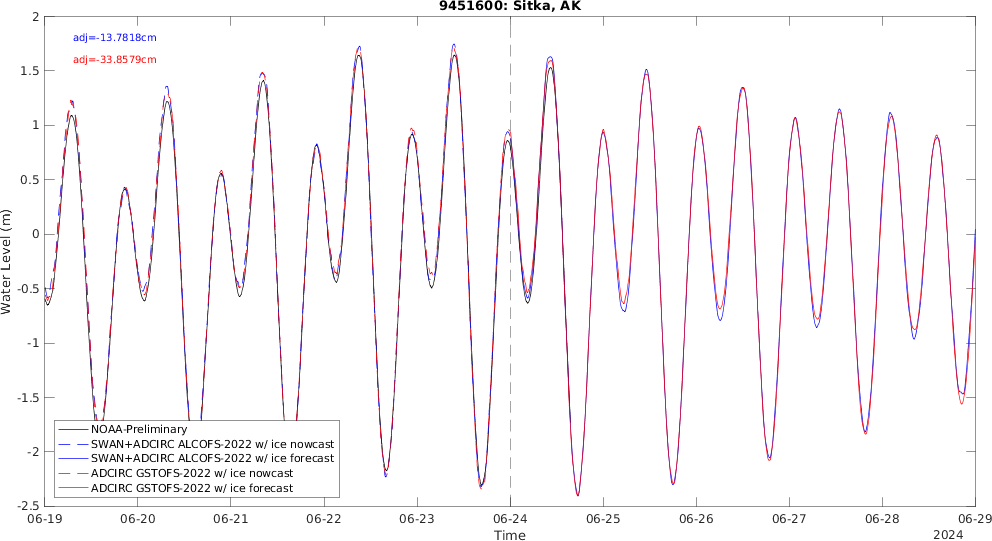 9451600: Sitka, AK
adj=-13.7818cm
adj=-33.8579cm
Water Level (m)
2
1.5
1
0.5
0
-0.5
-1
-1.5
-2
-2.5
NOAA-Preliminary
SWAN+ADCIRC ALCOFS-2022 w/ ice nowcast
SWAN+ADCIRC ALCOFS-2022 w/ ice forecast
ADCIRC GSTOFS-2022 w/ ice nowcast
ADCIRC GSTOFS-2022 w/ ice forecast
06-19 06-20 06-21 06-22 06-23 06-24 06-25 06-26 06-27 06-28 06-29
Time
2024